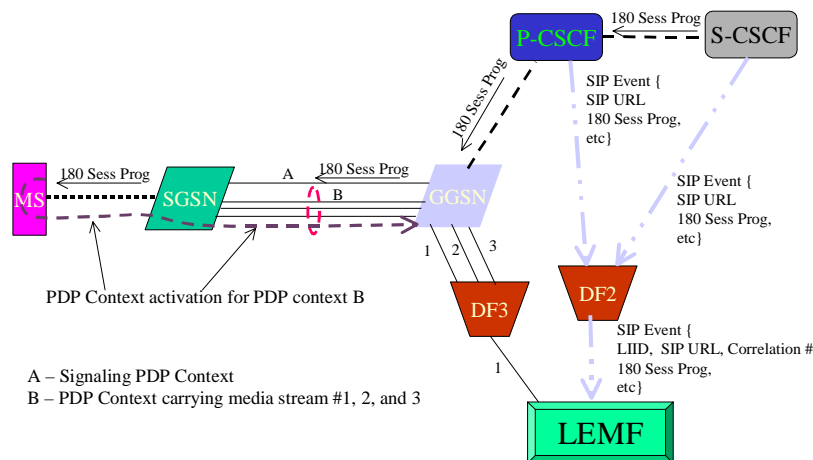 180 Sess Prog
P-CSCF
S-CSCF
180 Sess Prog
SIP Event {
SIP URL
180 Sess Prog,
etc}
180 Sess Prog
180 Sess Prog
A
MS
SGSN
B
GGSN
SIP Event {
SIP URL
180 Sess Prog,
etc}
1
2
3
PDP Context activation for PDP context B
DF3
DF2
SIP Event {
LIID,  SIP URL, Correlation #
180 Sess Prog,
etc}
1
A – Signaling PDP Context
B – PDP Context carrying media stream #1, 2, and 3
LEMF